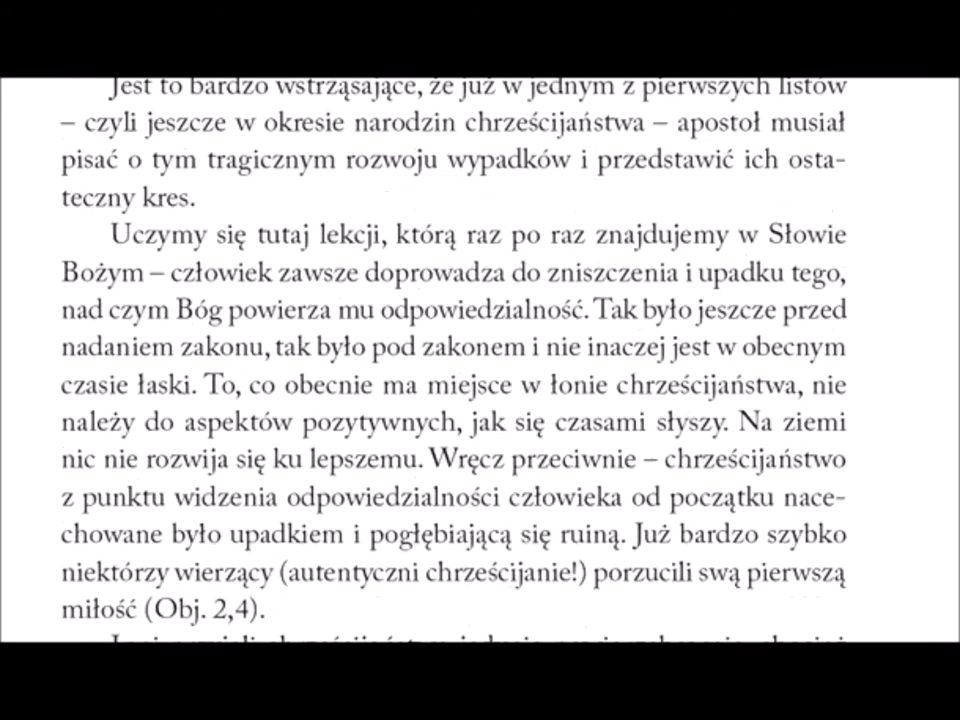 Jest to bardzo wstrząsające, że już w jednym z pierwszych listów
– czyli jeszcze w okresie narodzin chrześcijaństwa – apostoł musiał
pisać o tym tragicznym rozwoju wypadków i przedstawić ich osta-
teczny kres.
Uczymy się tutaj lekcji, którą raz po raz znajdujemy w Słowie
Bożym – człowiek zawsze doprowadza do zniszczenia i upadku tego,
nad czym Bóg powierza mu odpowiedzialność. Tak było jeszcze przed
nadaniem zakonu, tak było pod zakonem i nie inaczej jest w obecnym
czasie łaski. To, co obecnie ma miejsce w łonie chrześcijaństwa, nie
należy do aspektów pozytywnych, jak się czasami słyszy. Na ziemi
nic nie rozwija się ku lepszemu. Wręcz przeciwnie – chrześcijaństwo
z punktu widzenia odpowiedzialności człowieka od początku nace-
chowane było upadkiem i pogłębiającą się ruiną. Już bardzo szybko
niektórzy wierzący (autentyczni chrześcijanie!) porzucili swą pierwszą
miłość (Obj. 2,4).